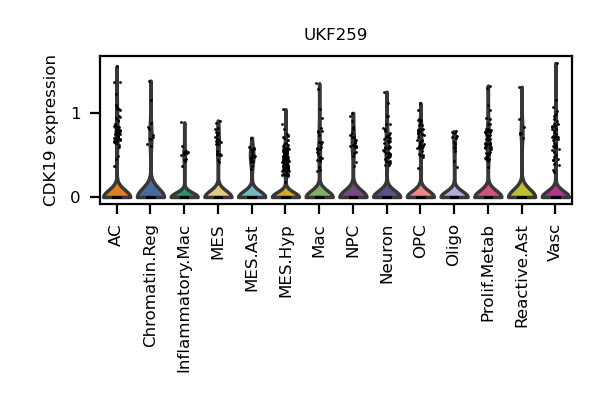 UKF259
CDK19 expression
1
0
AC
Chromatin.Reg
Inflammatory.Mac
MES
MES.Ast
MES.Hyp
Mac
NPC
Neuron
OPC
Oligo
Prolif.Metab
Reactive.Ast
Vasc